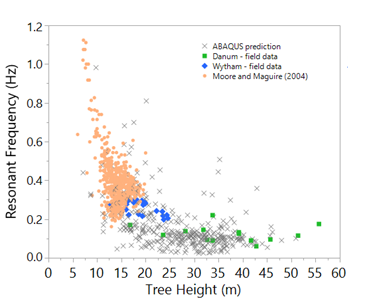 1.2
1.0
0.8
0.6
0.4
0.2
0.0
Resonant Frequency (Hz)
ABAQUS prediction
Danum - field data
Wytham - field data
Moore and Maguire (2004)
0 5 10 15 20 25 30 35 40 45 50 55 60
Tree Height (m)